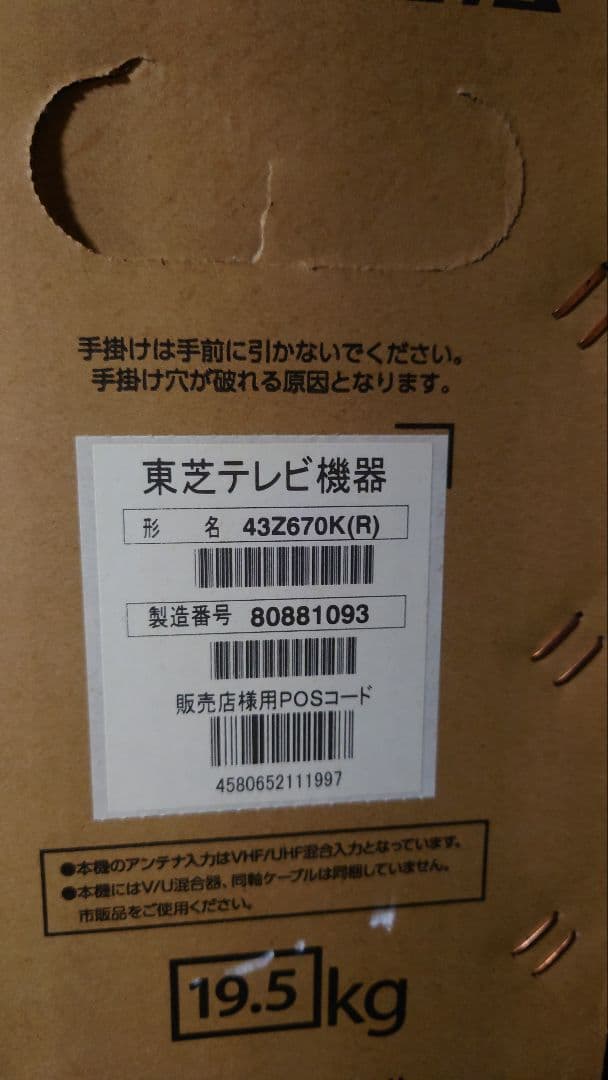 手掛けは手前に引かないでください。
手掛け穴が破れる原因となります。
東芝テレビ機器
形 名 43Z670K(R)
製造番号 80881093
販売店様用POSコード
4580652111997
●本機のアンテナ入力はVHF/UHF混合入力となっています。
●本機にはV/U混合器、同軸ケーブルは同梱していません。
市販品をご使用ください。
19.5kg